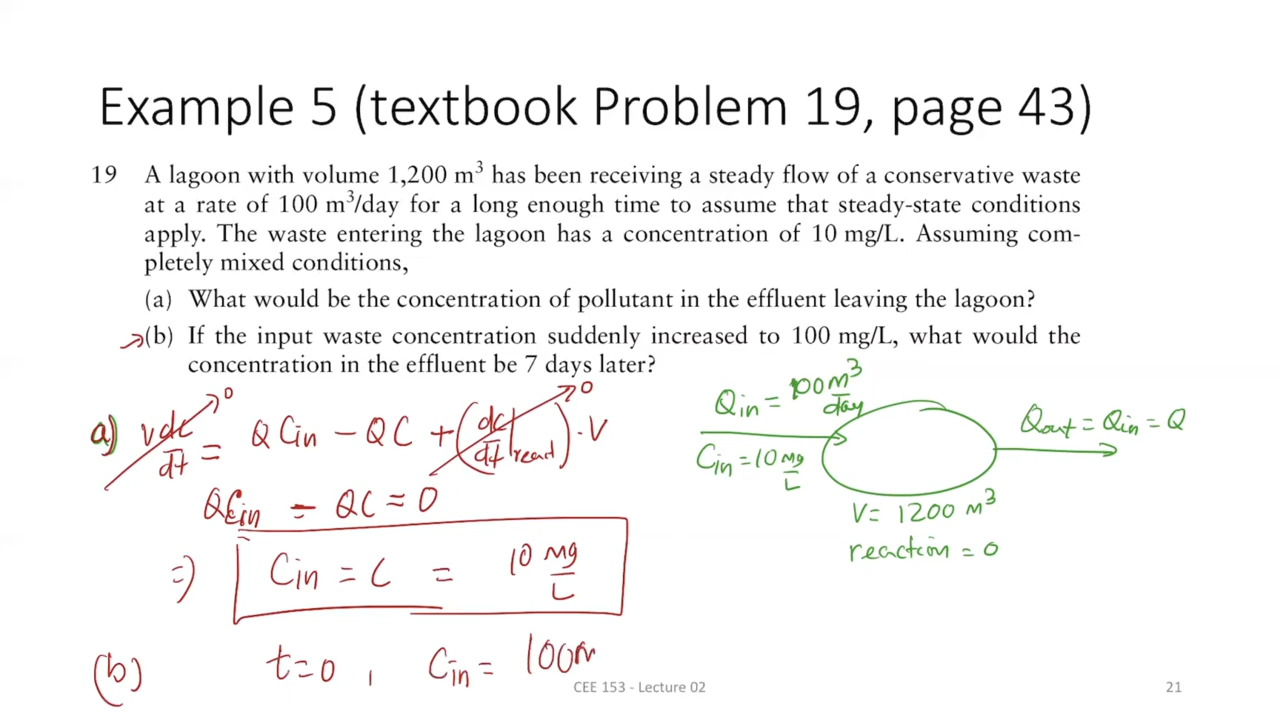 Example 5 (textbook Problem 19, page 43)
19 A lagoon with volume 1,200 m³ has been receiving a steady flow of a conservative waste
at a rate of 100 m³/day for a long enough time to assume that steady-state conditions
apply. The waste entering the lagoon has a concentration of 10 mg/L. Assuming com-
pletely mixed conditions,
(a) What would be the concentration of pollutant in the effluent leaving the lagoon?
→(b) If the input waste concentration suddenly increased to 100 mg/L, what would the
concentration in the effluent be 7 days later?
a) V dc/dt → 0 = Q Cin − QC + (dc/dt | reac) → 0 · V
QCin − QC = 0
⇒) Cin = C = 10 mg/L
(b) t=0, Cin = 100m
Qin = 100 m³/day
Cin = 10 mg/L
Qout = Qin = Q
V = 1200 m³
reaction = 0
CEE 153 - Lecture 02
21